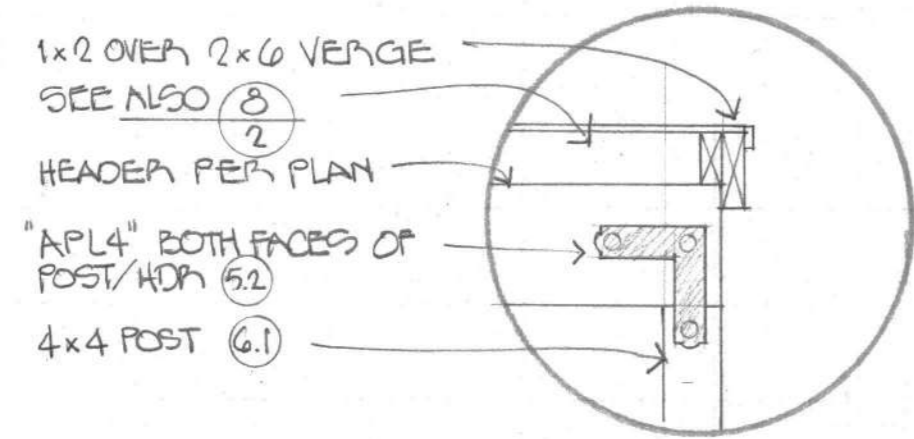 1x2 OVER 2x6 VERGE
SEE ALSO 8
2
HEADER PER PLAN
"APL4" BOTH FACES OF
POST/HDR 5.2
4x4 POST 6.1